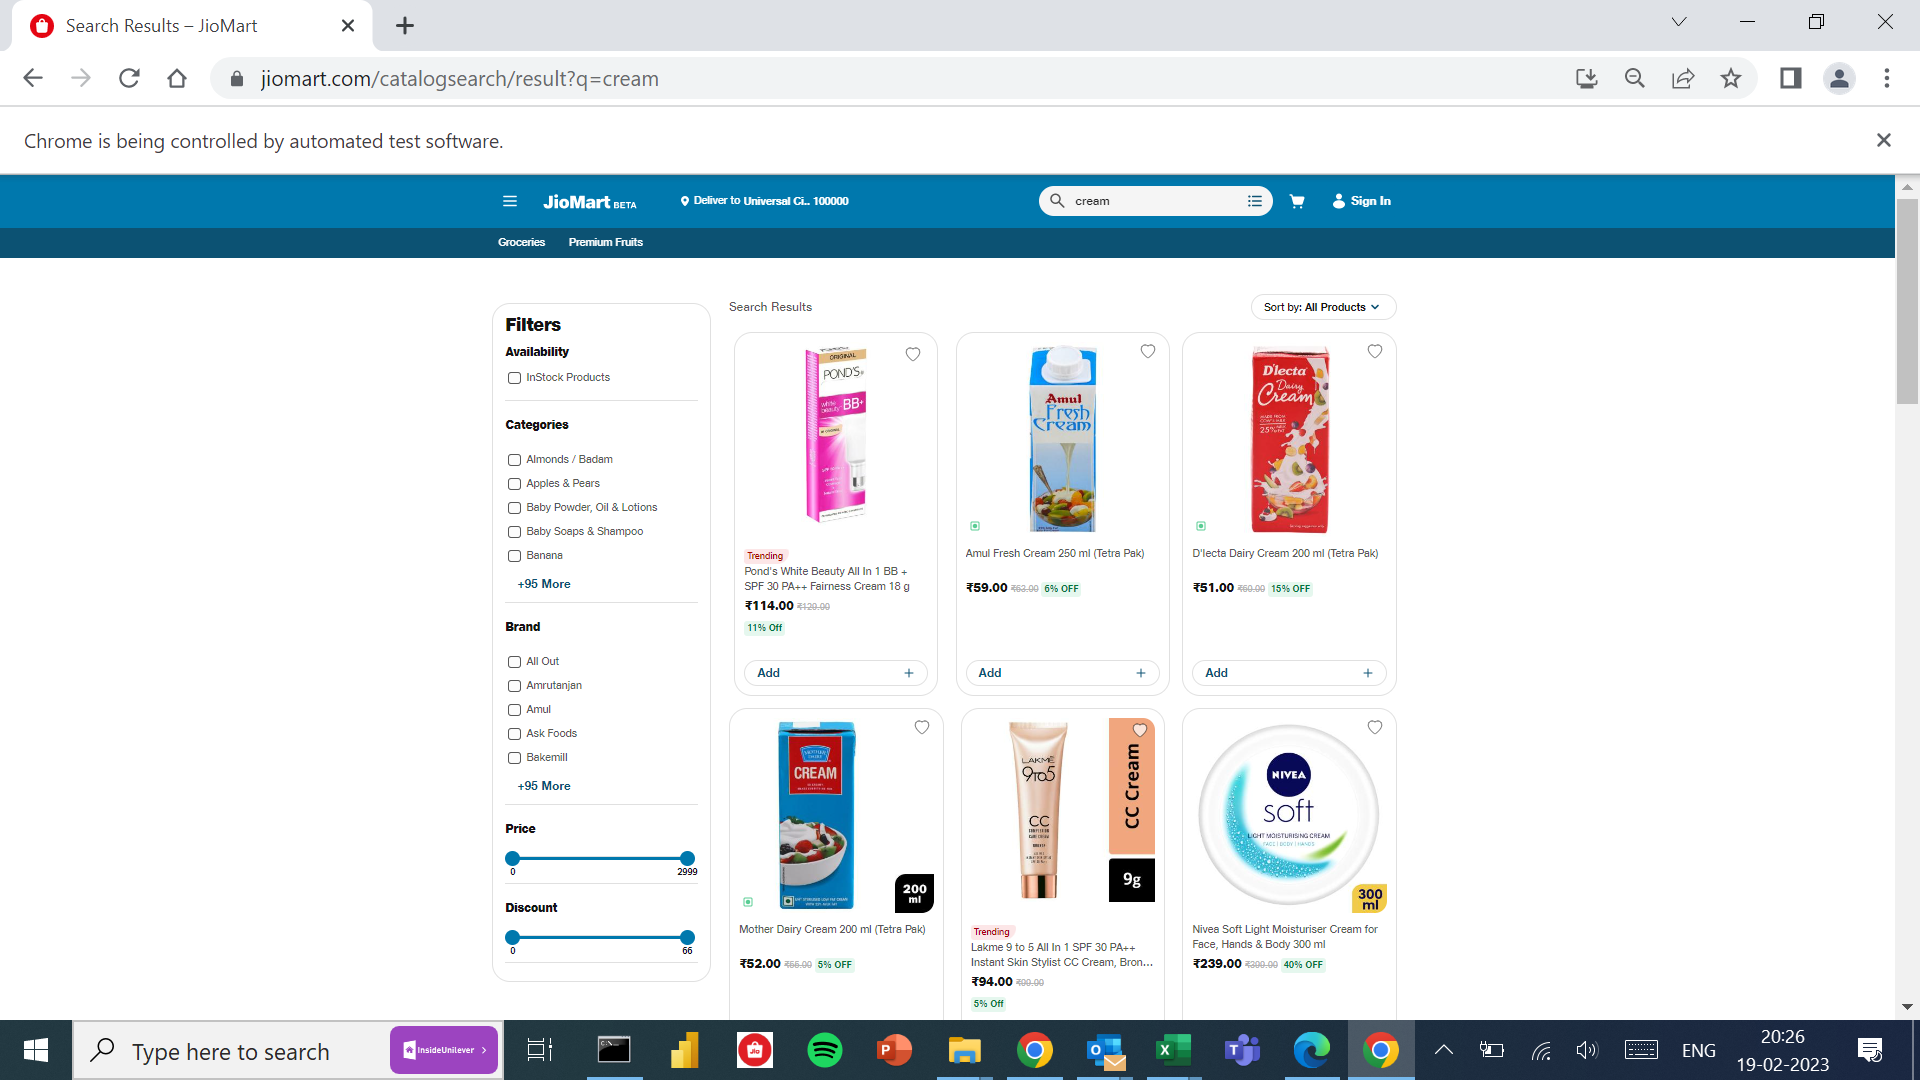 Search Results – JioMart
jiomart.com/catalogsearch/result?q=cream
Chrome is being controlled by automated test software.
JioMart BETA
Deliver to Universal Ci... 100000
cream
Sign In
Groceries
Premium Fruits
Filters
Availability
InStock Products
Categories
Almonds / Badam
Apples & Pears
Baby Powder, Oil & Lotions
Baby Soaps & Shampoo
Banana
+95 More
Brand
All Out
Amrutanjan
Amul
Ask Foods
Bakemill
+95 More
Price
0
2999
Discount
0
66
Search Results
Sort by: All Products
ORIGINAL
POND'S
white beauty BB+
Trending
Pond's White Beauty All In 1 BB +
SPF 30 PA++ Fairness Cream 18 g
₹114.00 ₹129.00
11% Off
Add +
Amul
Fresh
Cream
Amul Fresh Cream 250 ml (Tetra Pak)
₹59.00 ₹63.00 6% OFF
Add +
D'lecta
Dairy
Cream
D'lecta Dairy Cream 200 ml (Tetra Pak)
₹51.00 ₹60.00 15% OFF
Add +
CREAM
200
ml
Mother Dairy Cream 200 ml (Tetra Pak)
₹52.00 ₹55.00 5% OFF
LAKMÉ
9to5
CC
CC Cream
9g
Trending
Lakme 9 to 5 All In 1 SPF 30 PA++
Instant Skin Stylist CC Cream, Bron...
₹94.00 ₹99.00
5% Off
NIVEA
soft
LIGHT MOISTURISING CREAM
FACE | BODY | HANDS
300
ml
Nivea Soft Light Moisturiser Cream for
Face, Hands & Body 300 ml
₹239.00 ₹399.00 40% OFF
Type here to search
InsideUnilever
ENG
20:26
19-02-2023